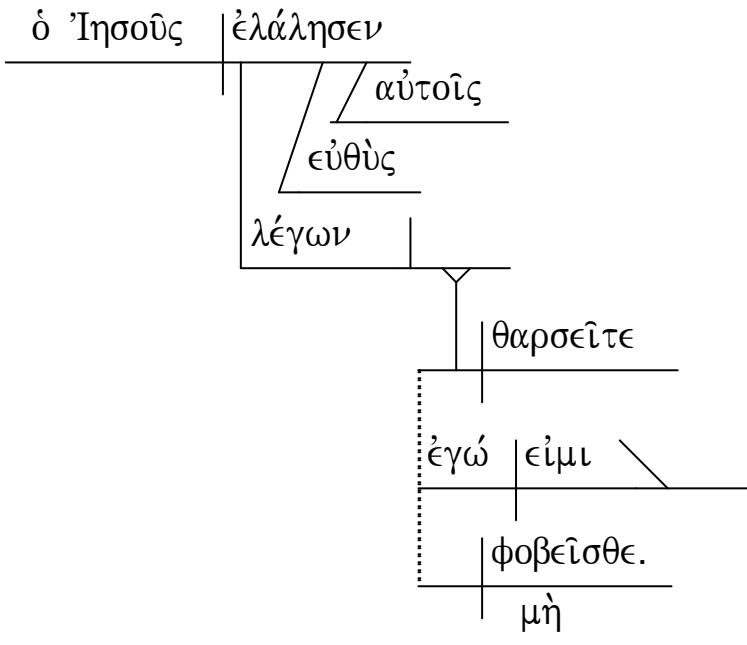 ὁ Ἰησοῦς ἐλάλησεν
αὐτοῖς
εὐθὺς
λέγων
θαρσεῖτε
ἐγώ εἰμι
φοβεῖσθε.
μὴ